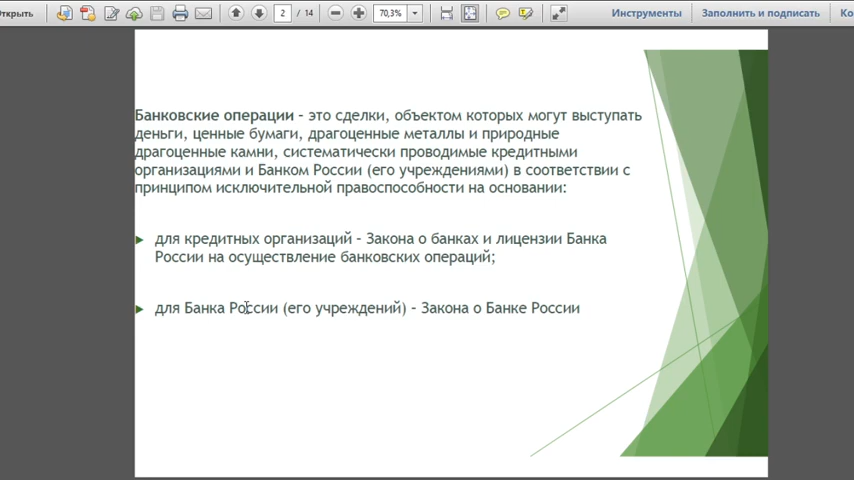 Открыть 2 / 14 70,3% Инструменты Заполнить и подписать Ко
Банковские операции – это сделки, объектом которых могут выступать
деньги, ценные бумаги, драгоценные металлы и природные
драгоценные камни, систематически проводимые кредитными
организациями и Банком России (его учреждениями) в соответствии с
принципом исключительной правоспособности на основании:
для кредитных организаций – Закона о банках и лицензии Банка
России на осуществление банковских операций;
для Банка России (его учреждений) – Закона о Банке России